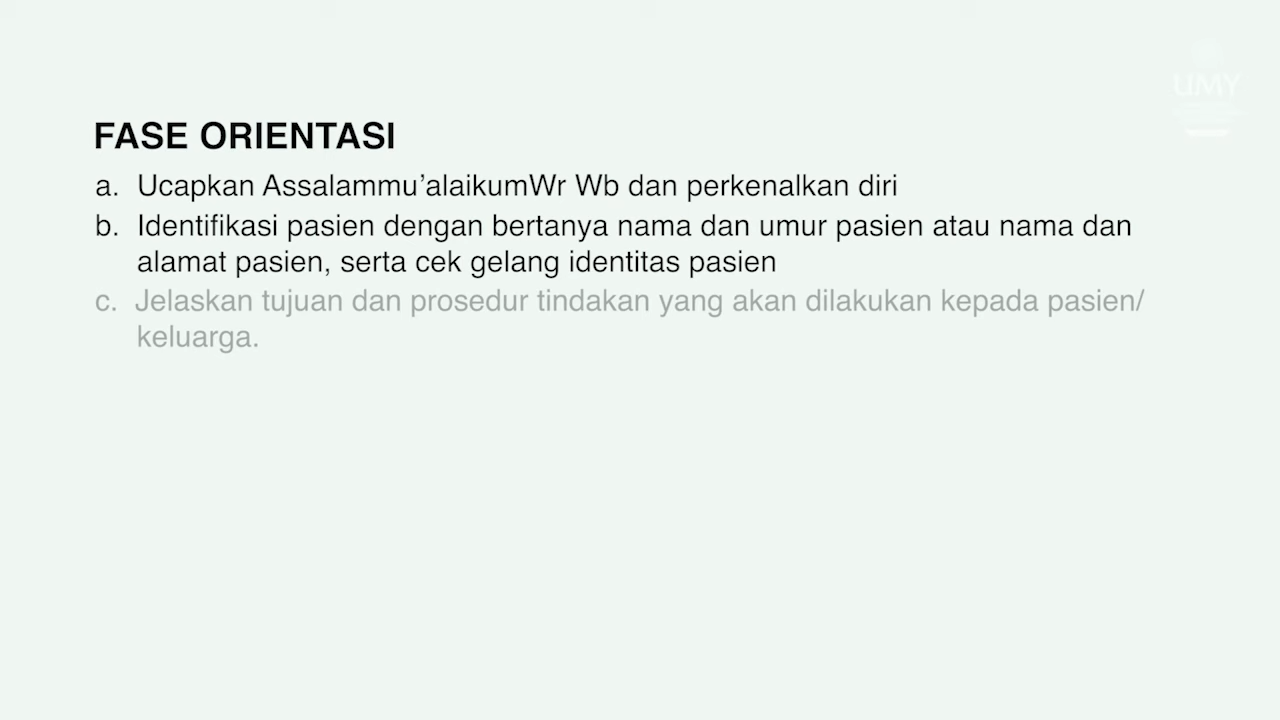 UMY
FASE ORIENTASI
a. Ucapkan Assalammu’alaikumWr Wb dan perkenalkan diri
b. Identifikasi pasien dengan bertanya nama dan umur pasien atau nama dan
alamat pasien, serta cek gelang identitas pasien
c. Jelaskan tujuan dan prosedur tindakan yang akan dilakukan kepada pasien/
keluarga.